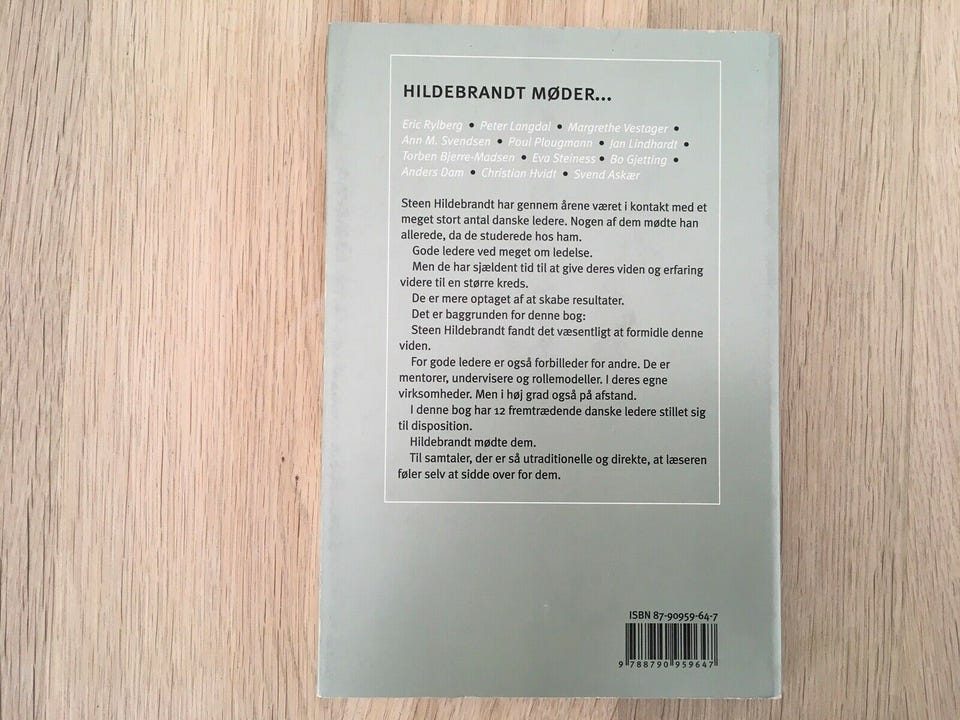 HILDEBRANDT MØDER...
Eric Rylberg • Peter Langdal • Margrethe Vestager •
Ann M. Svendsen • Poul Plougmann • Jan Lindhardt •
Torben Bjerre-Madsen • Eva Steiness • Bo Gjetting •
Anders Dam • Christian Hvidt • Svend Askær
Steen Hildebrandt har gennem årene været i kontakt med et
meget stort antal danske ledere. Nogen af dem mødte han
allerede, da de studerede hos ham.
Gode ledere ved meget om ledelse.
Men de har sjældent tid til at give deres viden og erfaring
videre til en større kreds.
De er mere optaget af at skabe resultater.
Det er baggrunden for denne bog:
Steen Hildebrandt fandt det væsentligt at formidle denne
viden.
For gode ledere er også forbilleder for andre. De er
mentorer, undervisere og rollemodeller. I deres egne
virksomheder. Men i høj grad også på afstand.
I denne bog har 12 fremtrædende danske ledere stillet sig
til disposition.
Hildebrandt mødte dem.
Til samtaler, der er så utraditionelle og direkte, at læseren
føler selv at sidde over for dem.
ISBN 87-90959-64-7
9 788790 959647